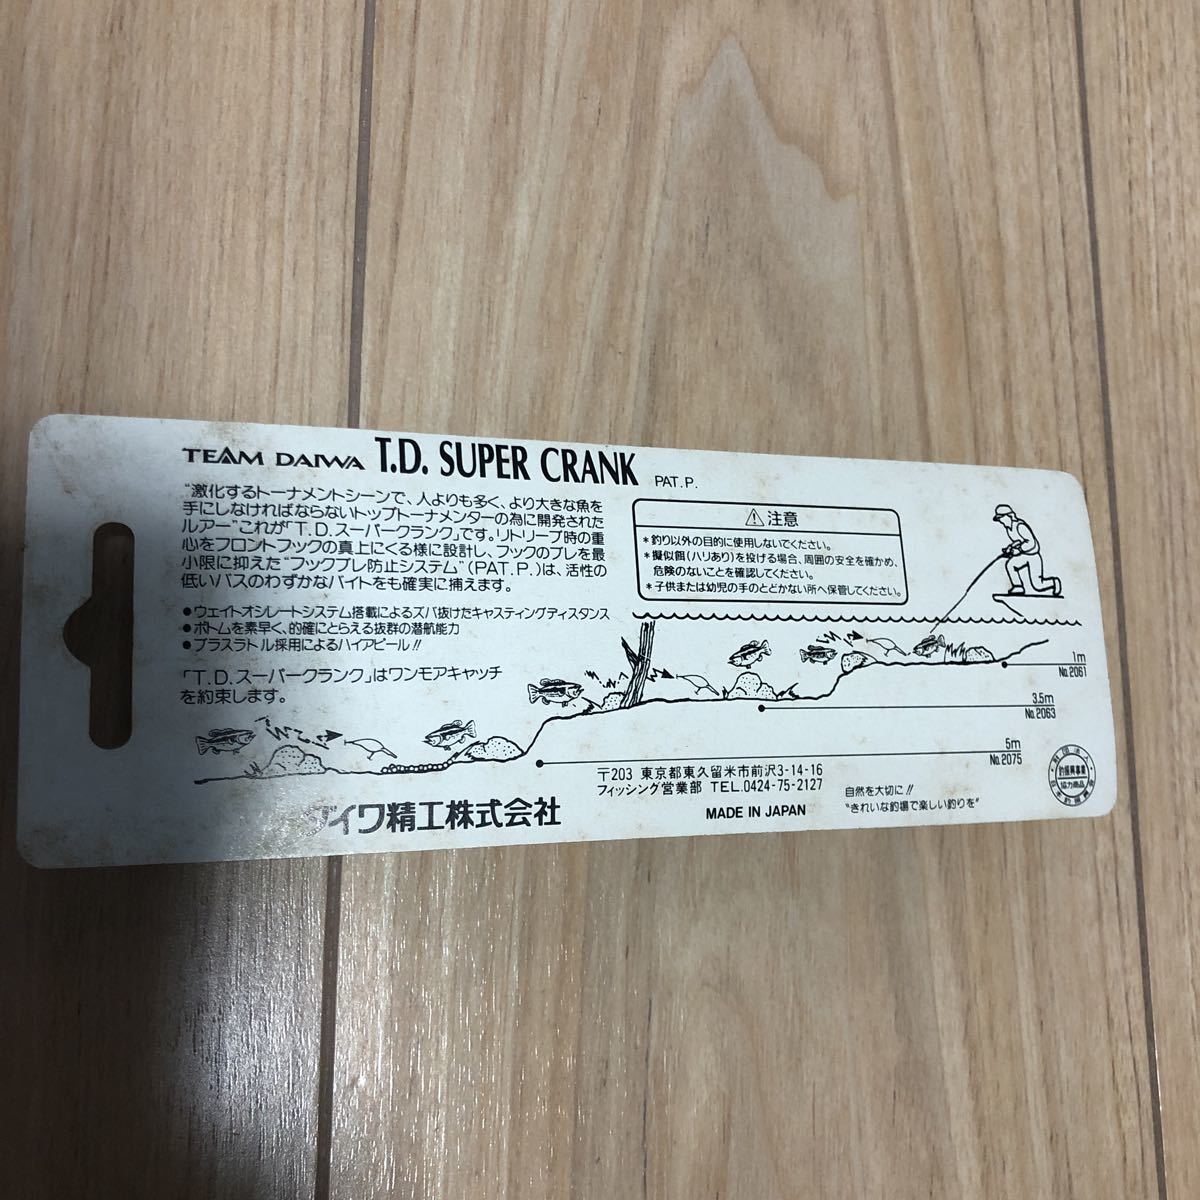 TEAM DAIWA T.D. SUPER CRANK PAT.P.
"激化するトーナメントシーンで、人よりも多く、より大きな魚を
手にしなければならないトップトーナメンターの為に開発された
ルアー"これが「T.D.スーパークランク」です。リトリーブ時の重
心をフロントフックの真上にくる様に設計し、フックのブレを最
小限に抑えた"フックブレ防止システム"(PAT.P.)は、活性の
低いバスのわずかなバイトをも確実に捕えます。
●ウェイトオシレートシステム搭載によるズバ抜けたキャスティングディスタンス
●ボトムを素早く、的確にとらえる抜群の潜航能力
●ブラスラトル採用によるハイアピール!!
「T.D.スーパークランク」はワンモアキャッチ
を約束します。
⚠注意
*釣り以外の目的に使用しないでください。
*擬似餌(ハリあり)を投げる場合、周囲の安全を確かめ、
危険のないことを確認してください。
*子供または幼児の手のとどかない所へ保管してください。
1m
No.2061
3.5m
No.2063
5m
No.2075
ダイワ精工株式会社
〒203 東京都東久留米市前沢3-14-16
フィッシング営業部 TEL.0424-75-2127
MADE IN JAPAN
自然を大切に!!
"きれいな釣場で楽しい釣りを"
釣振興事業
協力商品